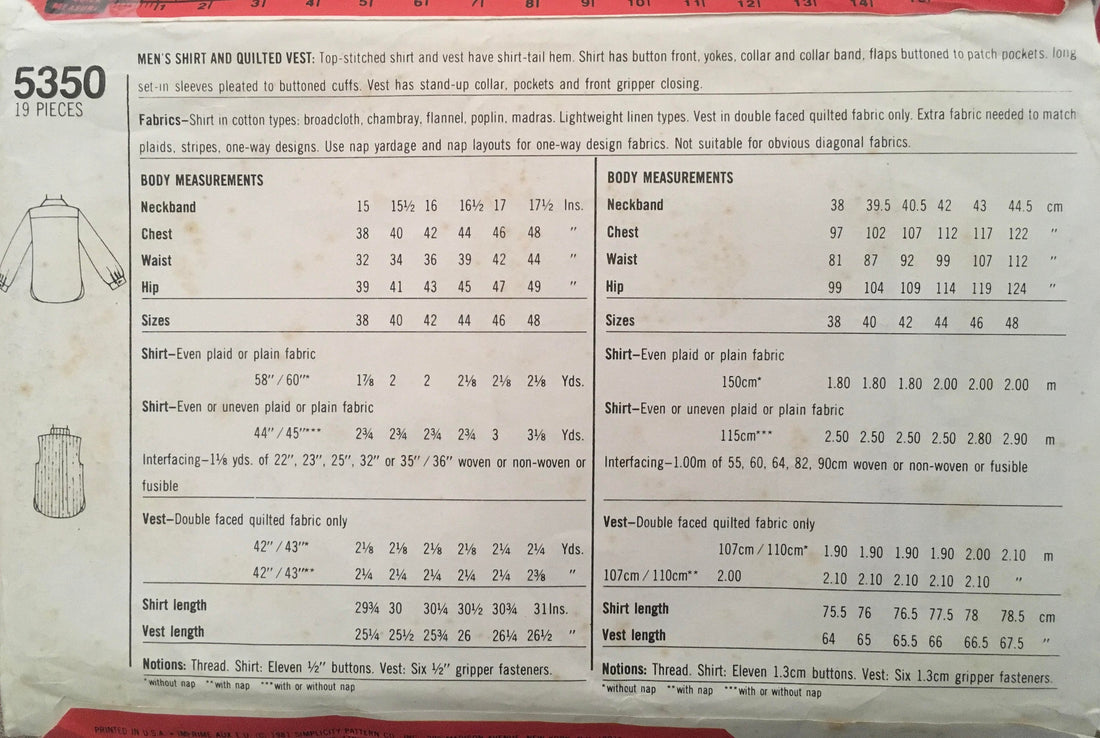 21 31 41 51 61 71 81 91 101 111 121 131 141
5350
19 PIECES
MEN'S SHIRT AND QUILTED VEST: Top-stitched shirt and vest have shirt-tail hem. Shirt has button front, yokes, collar and collar band, flaps buttoned to patch pockets, long
set-in sleeves pleated to buttoned cuffs. Vest has stand-up collar, pockets and front gripper closing.
Fabrics–Shirt in cotton types: broadcloth, chambray, flannel, poplin, madras. Lightweight linen types. Vest in double faced quilted fabric only. Extra fabric needed to match
plaids, stripes, one-way designs. Use nap yardage and nap layouts for one-way design fabrics. Not suitable for obvious diagonal fabrics.
BODY MEASUREMENTS
Neckband 15 15½ 16 16½ 17 17½ Ins.
Chest 38 40 42 44 46 48 "
Waist 32 34 36 39 42 44 "
Hip 39 41 43 45 47 49 "
Sizes 38 40 42 44 46 48
Shirt–Even plaid or plain fabric
58"/60"* 1⅞ 2 2 2⅛ 2⅛ 2⅛ Yds.
Shirt–Even or uneven plaid or plain fabric
44"/45"*** 2¾ 2¾ 2¾ 2¾ 3 3⅛ Yds.
Interfacing–1⅛ yds. of 22", 23", 25", 32" or 35"/36" woven or non-woven or
fusible
Vest–Double faced quilted fabric only
42"/43"* 2⅛ 2⅛ 2⅛ 2⅛ 2¼ 2¼ Yds.
42"/43"** 2¼ 2¼ 2¼ 2¼ 2¼ 2⅜ "
Shirt length 29¾ 30 30¼ 30½ 30¾ 31 Ins.
Vest length 25¼ 25½ 25¾ 26 26¼ 26½ "
Notions: Thread. Shirt: Eleven ½" buttons. Vest: Six ½" gripper fasteners.
*without nap **with nap ***with or without nap
BODY MEASUREMENTS
Neckband 38 39.5 40.5 42 43 44.5 cm
Chest 97 102 107 112 117 122 "
Waist 81 87 92 99 107 112 "
Hip 99 104 109 114 119 124 "
Sizes 38 40 42 44 46 48
Shirt–Even plaid or plain fabric
150cm* 1.80 1.80 1.80 2.00 2.00 2.00 m
Shirt–Even or uneven plaid or plain fabric
115cm*** 2.50 2.50 2.50 2.50 2.80 2.90 m
Interfacing–1.00m of 55, 60, 64, 82, 90cm woven or non-woven or fusible
Vest–Double faced quilted fabric only
107cm/110cm* 1.90 1.90 1.90 1.90 2.00 2.10 m
107cm/110cm** 2.00 2.10 2.10 2.10 2.10 2.10 "
Shirt length 75.5 76 76.5 77.5 78 78.5 cm
Vest length 64 65 65.5 66 66.5 67.5 "
Notions: Thread. Shirt: Eleven 1.3cm buttons. Vest: Six 1.3cm gripper fasteners.
*without nap **with nap ***with or without nap
PRINTED IN U.S.A. • IMPRIME AUX E.U. © 1981 SIMPLICITY PATTERN CO. INC.